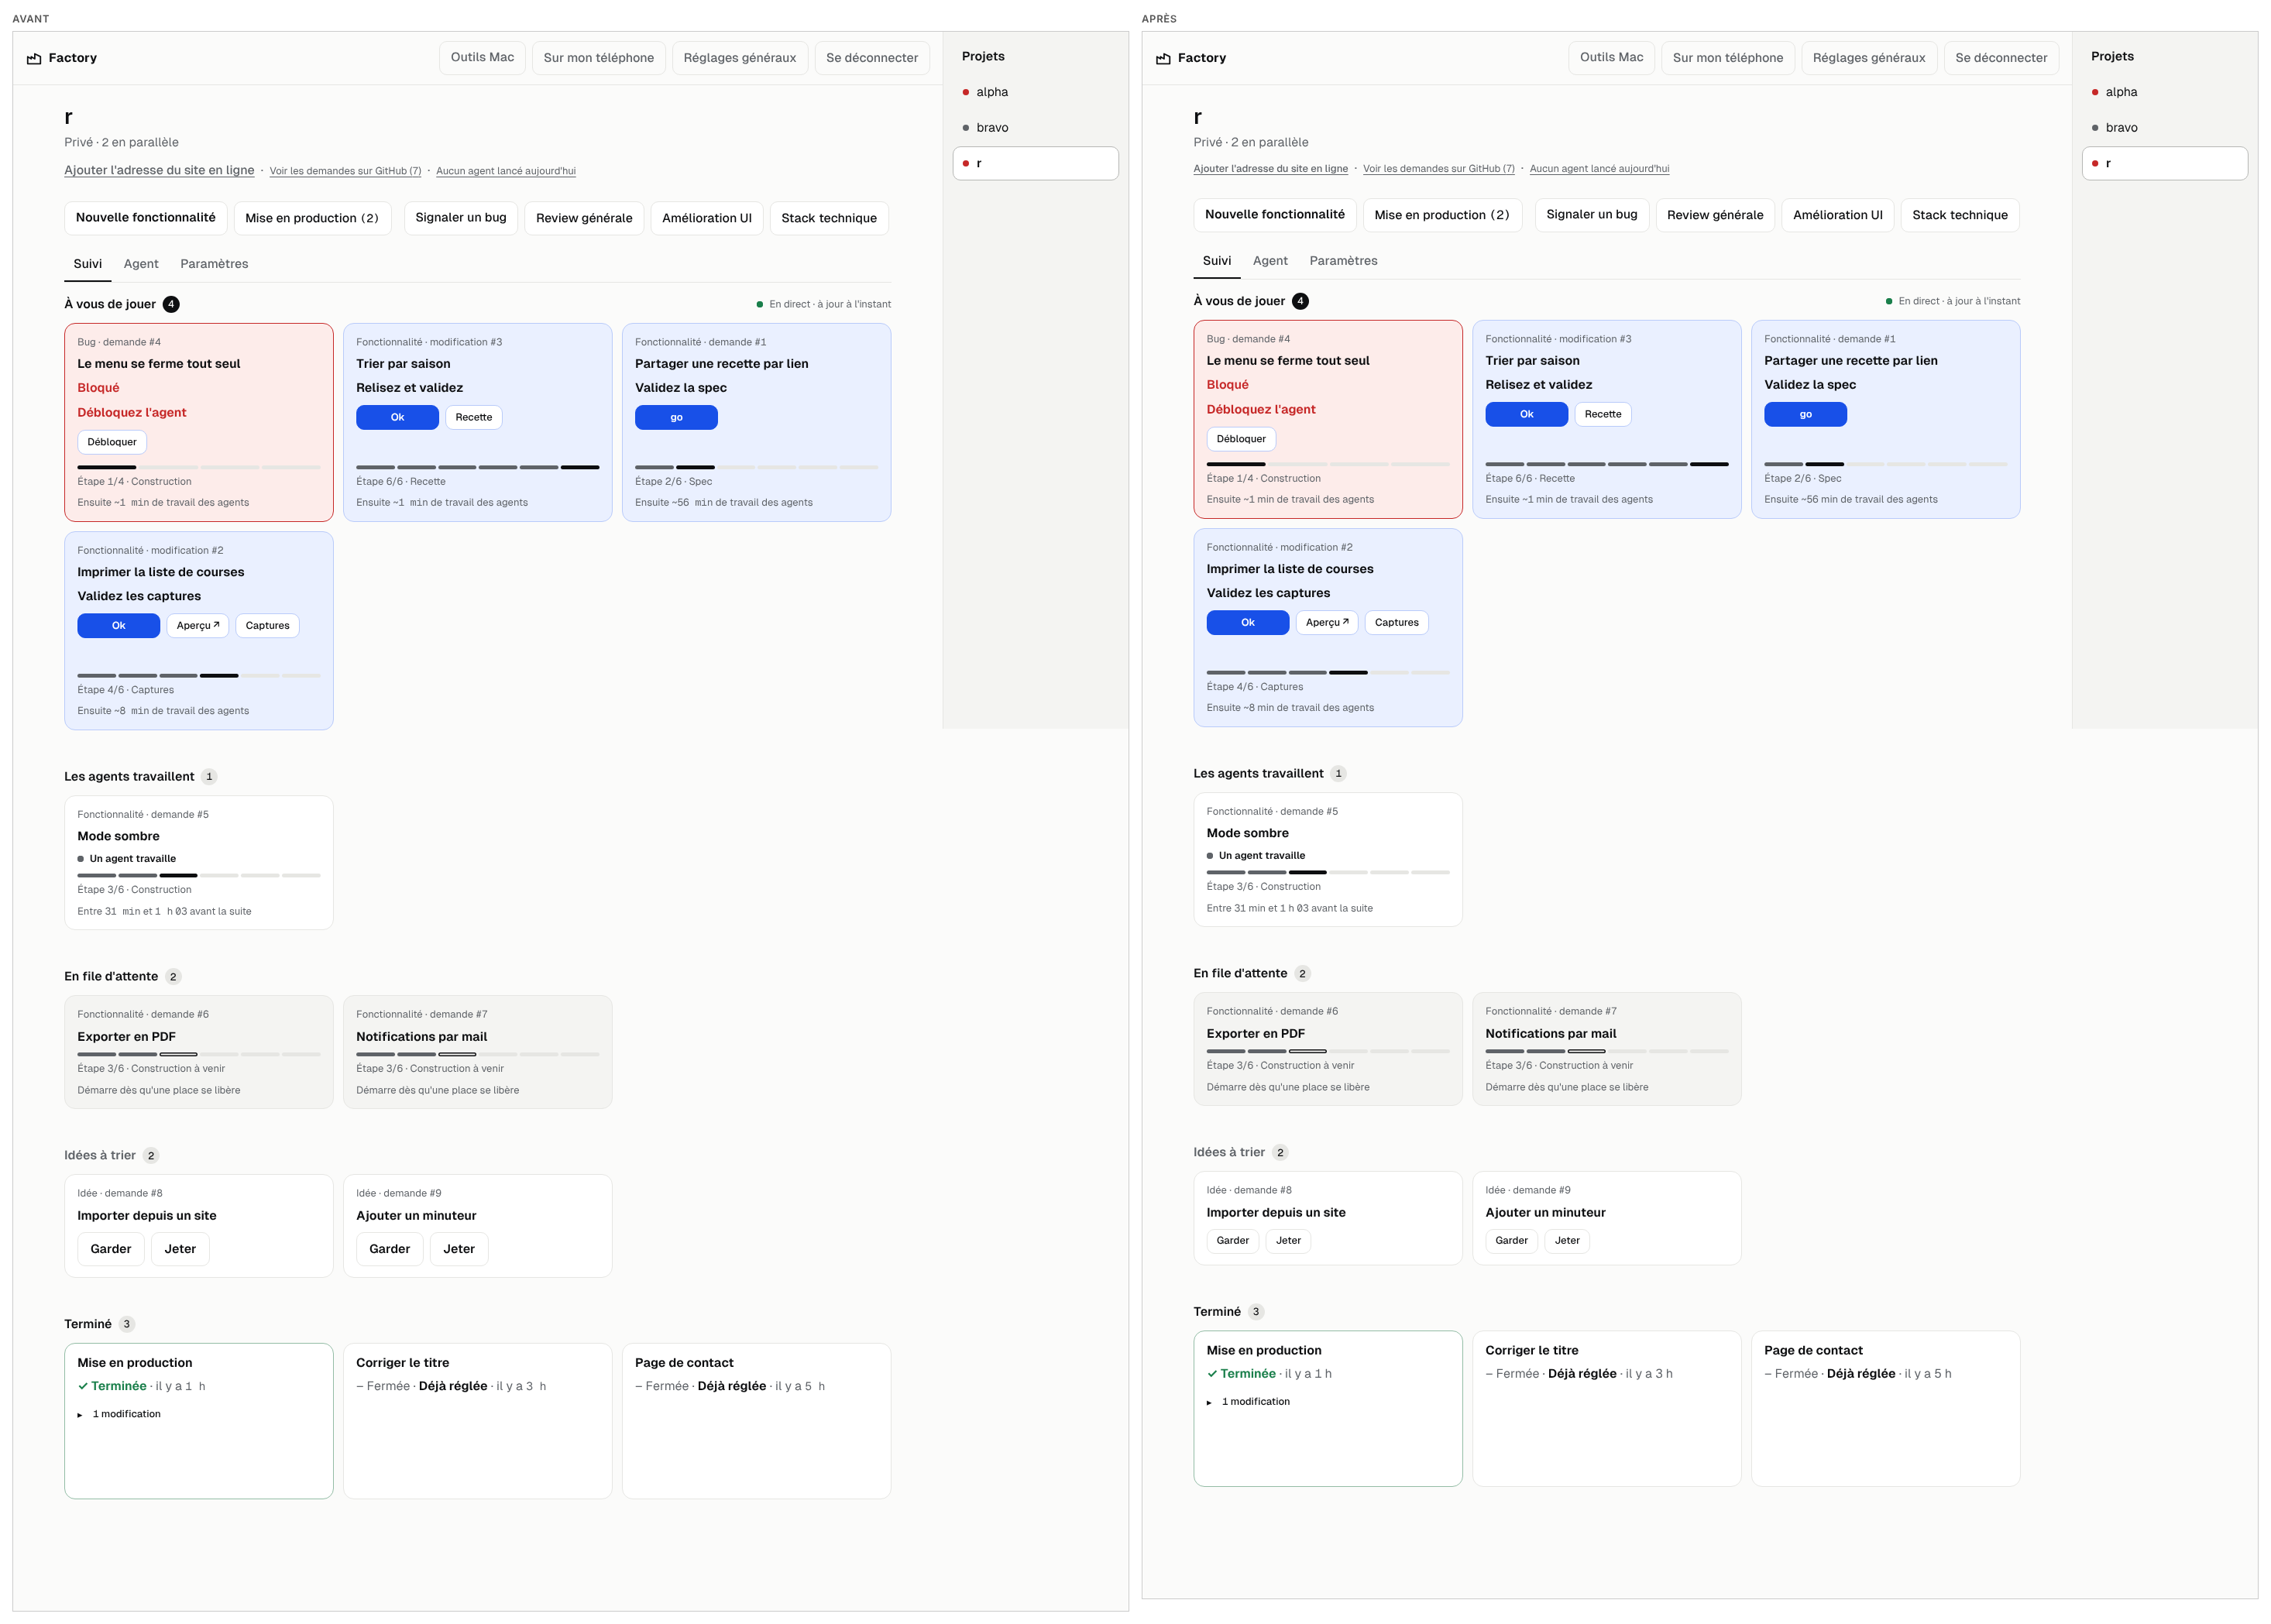 AVANT
Factory
Outils Mac
Sur mon téléphone
Réglages généraux
Se déconnecter
Projets
alpha
bravo
r
r
Privé · 2 en parallèle
Ajouter l'adresse du site en ligne · Voir les demandes sur GitHub (7) · Aucun agent lancé aujourd'hui
Nouvelle fonctionnalité
Mise en production (2)
Signaler un bug
Review générale
Amélioration UI
Stack technique
Suivi
Agent
Paramètres
À vous de jouer 4
En direct · à jour à l'instant
Bug · demande #4
Le menu se ferme tout seul
Bloqué
Débloquez l'agent
Débloquer
Étape 1/4 · Construction
Ensuite ~1 min de travail des agents
Fonctionnalité · modification #3
Trier par saison
Relisez et validez
Ok
Recette
Étape 6/6 · Recette
Ensuite ~1 min de travail des agents
Fonctionnalité · demande #1
Partager une recette par lien
Validez la spec
go
Étape 2/6 · Spec
Ensuite ~56 min de travail des agents
Fonctionnalité · modification #2
Imprimer la liste de courses
Validez les captures
Ok
Aperçu ↗
Captures
Étape 4/6 · Captures
Ensuite ~8 min de travail des agents
Les agents travaillent 1
Fonctionnalité · demande #5
Mode sombre
Un agent travaille
Étape 3/6 · Construction
Entre 31 min et 1 h 03 avant la suite
En file d'attente 2
Fonctionnalité · demande #6
Exporter en PDF
Étape 3/6 · Construction à venir
Démarre dès qu'une place se libère
Fonctionnalité · demande #7
Notifications par mail
Étape 3/6 · Construction à venir
Démarre dès qu'une place se libère
Idées à trier 2
Idée · demande #8
Importer depuis un site
Garder
Jeter
Idée · demande #9
Ajouter un minuteur
Garder
Jeter
Terminé 3
Mise en production
✓ Terminée · il y a 1 h
▸ 1 modification
Corriger le titre
– Fermée · Déjà réglée · il y a 3 h
Page de contact
– Fermée · Déjà réglée · il y a 5 h
APRÈS
Factory
Outils Mac
Sur mon téléphone
Réglages généraux
Se déconnecter
Projets
alpha
bravo
r
r
Privé · 2 en parallèle
Ajouter l'adresse du site en ligne · Voir les demandes sur GitHub (7) · Aucun agent lancé aujourd'hui
Nouvelle fonctionnalité
Mise en production (2)
Signaler un bug
Review générale
Amélioration UI
Stack technique
Suivi
Agent
Paramètres
À vous de jouer 4
En direct · à jour à l'instant
Bug · demande #4
Le menu se ferme tout seul
Bloqué
Débloquez l'agent
Débloquer
Étape 1/4 · Construction
Ensuite ~1 min de travail des agents
Fonctionnalité · modification #3
Trier par saison
Relisez et validez
Ok
Recette
Étape 6/6 · Recette
Ensuite ~1 min de travail des agents
Fonctionnalité · demande #1
Partager une recette par lien
Validez la spec
go
Étape 2/6 · Spec
Ensuite ~56 min de travail des agents
Fonctionnalité · modification #2
Imprimer la liste de courses
Validez les captures
Ok
Aperçu ↗
Captures
Étape 4/6 · Captures
Ensuite ~8 min de travail des agents
Les agents travaillent 1
Fonctionnalité · demande #5
Mode sombre
Un agent travaille
Étape 3/6 · Construction
Entre 31 min et 1 h 03 avant la suite
En file d'attente 2
Fonctionnalité · demande #6
Exporter en PDF
Étape 3/6 · Construction à venir
Démarre dès qu'une place se libère
Fonctionnalité · demande #7
Notifications par mail
Étape 3/6 · Construction à venir
Démarre dès qu'une place se libère
Idées à trier 2
Idée · demande #8
Importer depuis un site
Garder
Jeter
Idée · demande #9
Ajouter un minuteur
Garder
Jeter
Terminé 3
Mise en production
✓ Terminée · il y a 1 h
▸ 1 modification
Corriger le titre
– Fermée · Déjà réglée · il y a 3 h
Page de contact
– Fermée · Déjà réglée · il y a 5 h